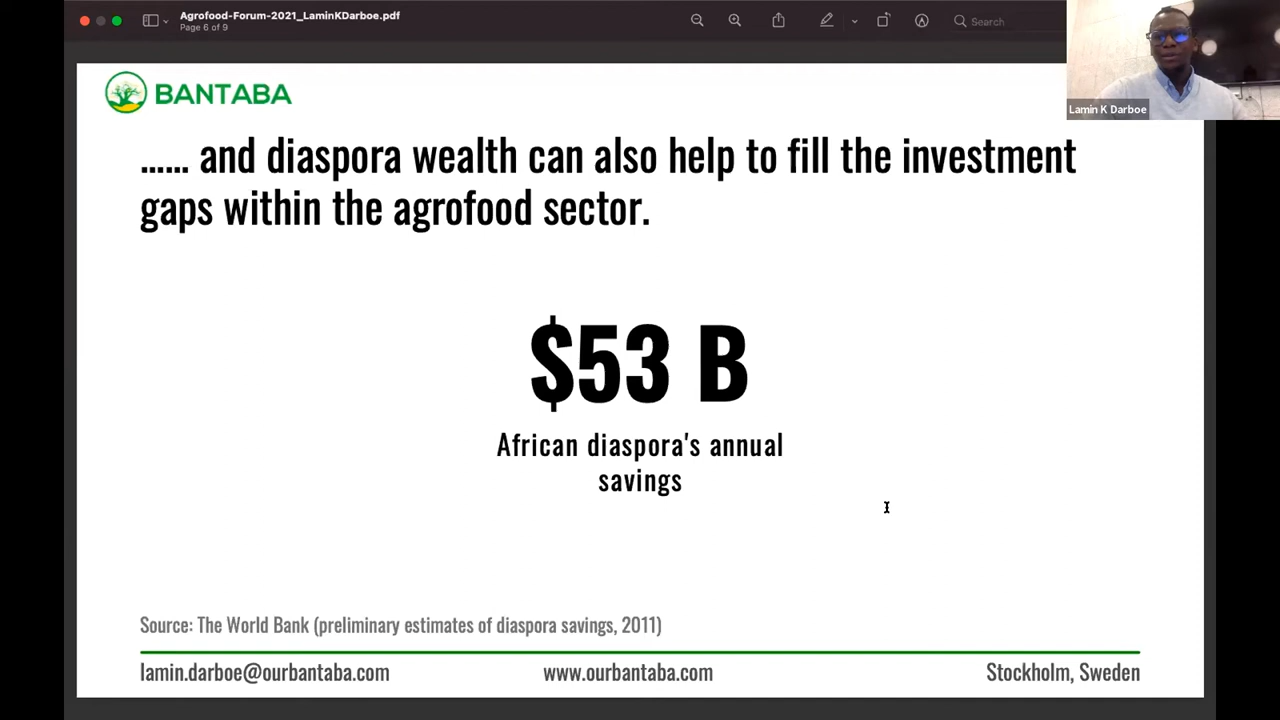 Agrofood-Forum-2021_LaminKDarboe.pdf
Page 6 of 9
Search
Lamin K Darboe
BANTABA
...... and diaspora wealth can also help to fill the investment
gaps within the agrofood sector.
$53 B
African diaspora's annual
savings
Source: The World Bank (preliminary estimates of diaspora savings, 2011)
lamin.darboe@ourbantaba.com
www.ourbantaba.com
Stockholm, Sweden